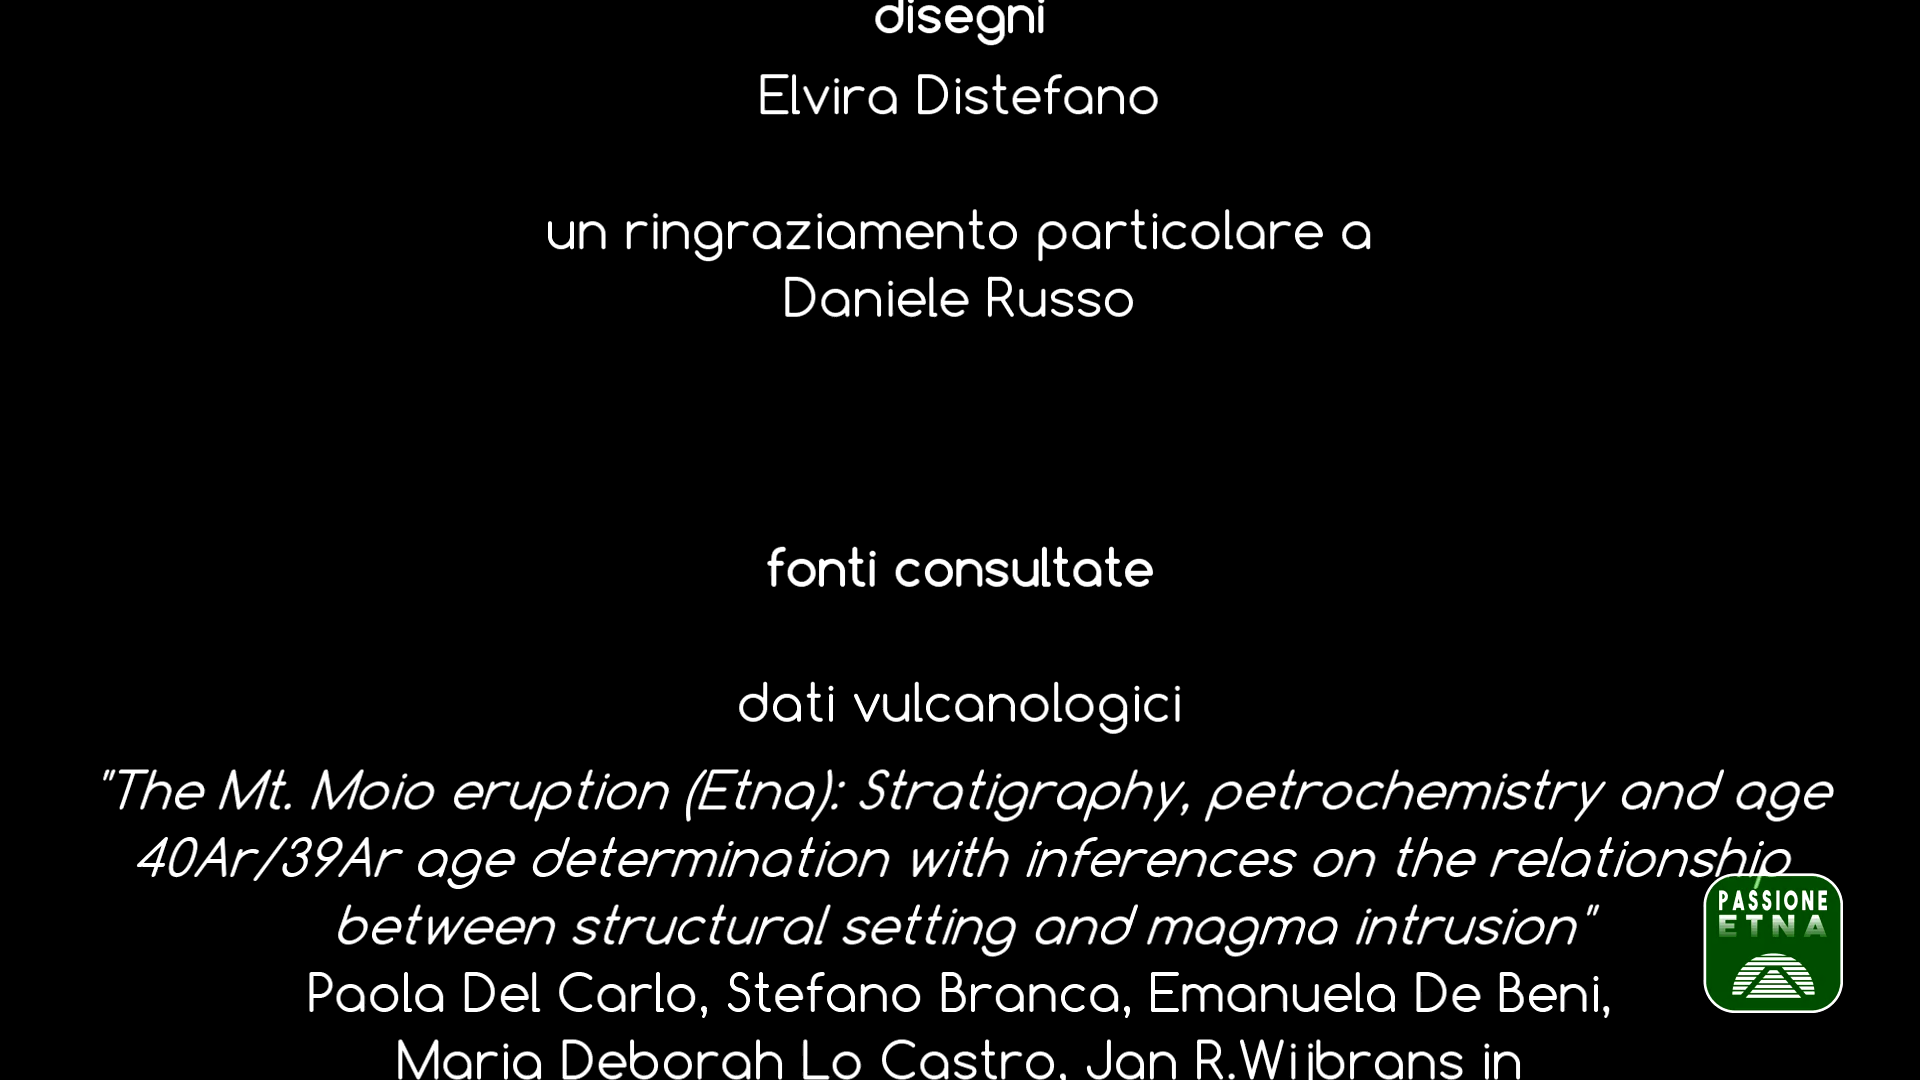 disegni
Elvira Distefano
un ringraziamento particolare a
Daniele Russo
fonti consultate
dati vulcanologici
"The Mt. Moio eruption (Etna): Stratigraphy, petrochemistry and age
40Ar/39Ar age determination with inferences on the relationship
between structural setting and magma intrusion"
Paola Del Carlo, Stefano Branca, Emanuela De Beni,
Maria Deborah Lo Castro, Jan R.Wijbrans in
PASSIONE
ETNA